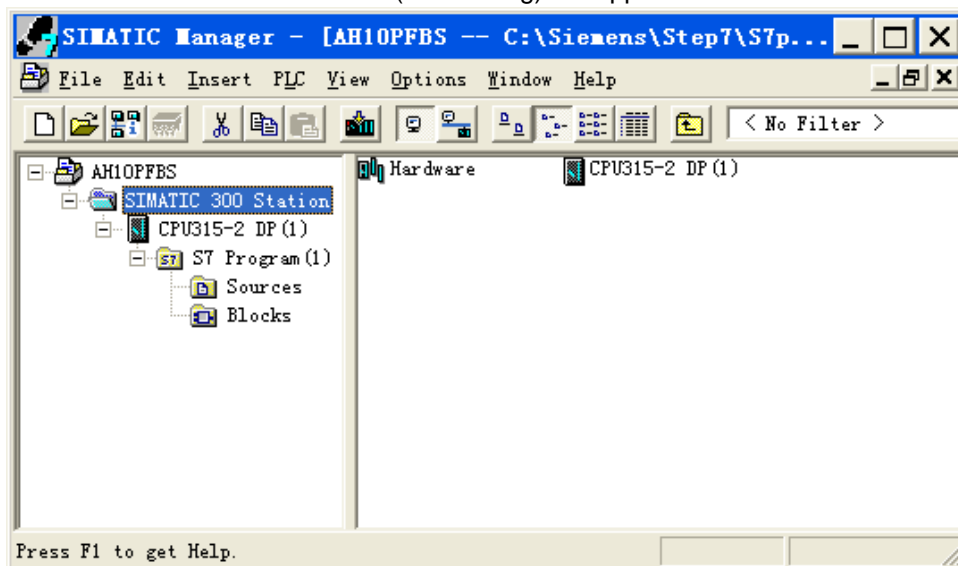 SIMATIC Manager - [AH10PFBS -- C:\Siemens\Step7\S7p...
File Edit Insert PLC View Options Window Help
< No Filter >
AH10PFBS
SIMATIC 300 Station
CPU315-2 DP(1)
S7 Program(1)
Sources
Blocks
Hardware
CPU315-2 DP(1)
Press F1 to get Help.